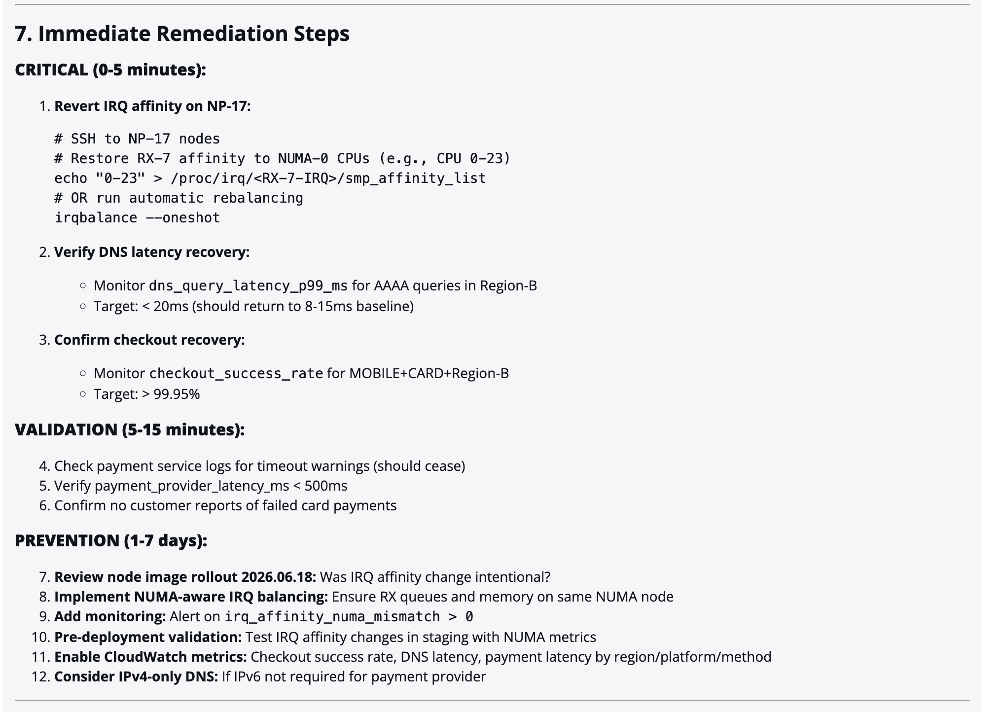 7. Immediate Remediation Steps
CRITICAL (0-5 minutes):
1. Revert IRQ affinity on NP-17:
# SSH to NP-17 nodes
# Restore RX-7 affinity to NUMA-0 CPUs (e.g., CPU 0-23)
echo "0-23" > /proc/irq/<RX-7-IRQ>/smp_affinity_list
# OR run automatic rebalancing
irqbalance --oneshot
2. Verify DNS latency recovery:
○ Monitor dns_query_latency_p99_ms for AAAA queries in Region-B
○ Target: < 20ms (should return to 8-15ms baseline)
3. Confirm checkout recovery:
○ Monitor checkout_success_rate for MOBILE+CARD+Region-B
○ Target: > 99.95%
VALIDATION (5-15 minutes):
4. Check payment service logs for timeout warnings (should cease)
5. Verify payment_provider_latency_ms < 500ms
6. Confirm no customer reports of failed card payments
PREVENTION (1-7 days):
7. Review node image rollout 2026.06.18: Was IRQ affinity change intentional?
8. Implement NUMA-aware IRQ balancing: Ensure RX queues and memory on same NUMA node
9. Add monitoring: Alert on irq_affinity_numa_mismatch > 0
10. Pre-deployment validation: Test IRQ affinity changes in staging with NUMA metrics
11. Enable CloudWatch metrics: Checkout success rate, DNS latency, payment latency by region/platform/method
12. Consider IPv4-only DNS: If IPv6 not required for payment provider